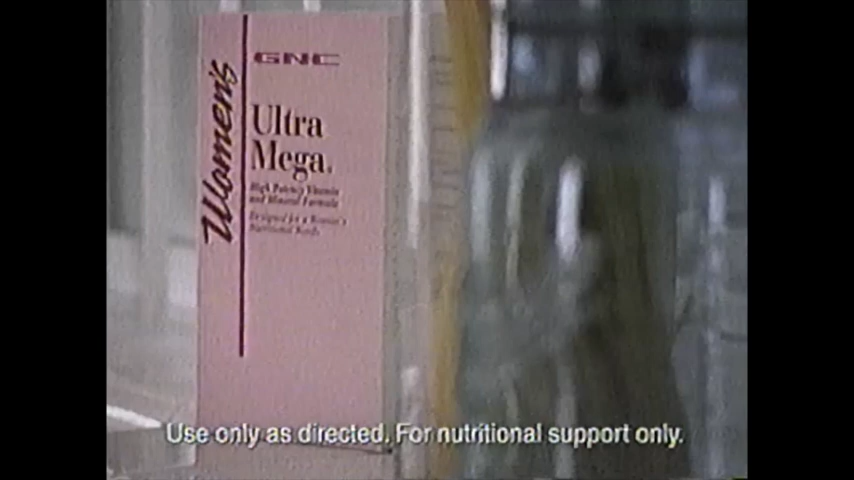 Women's
GNC
Ultra
Mega.
High Potency Vitamin
and Mineral Formula
Designed for a Woman's
Nutritional Needs
Use only as directed. For nutritional support only.